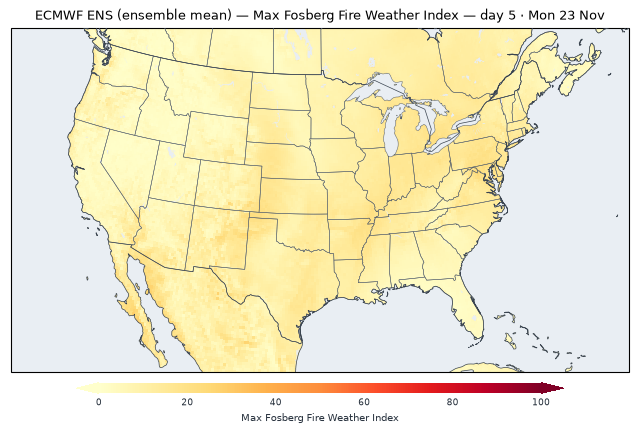 ECMWF ENS (ensemble mean) — Max Fosberg Fire Weather Index — day 5 · Mon 23 Nov
0 20 40 60 80 100
Max Fosberg Fire Weather Index